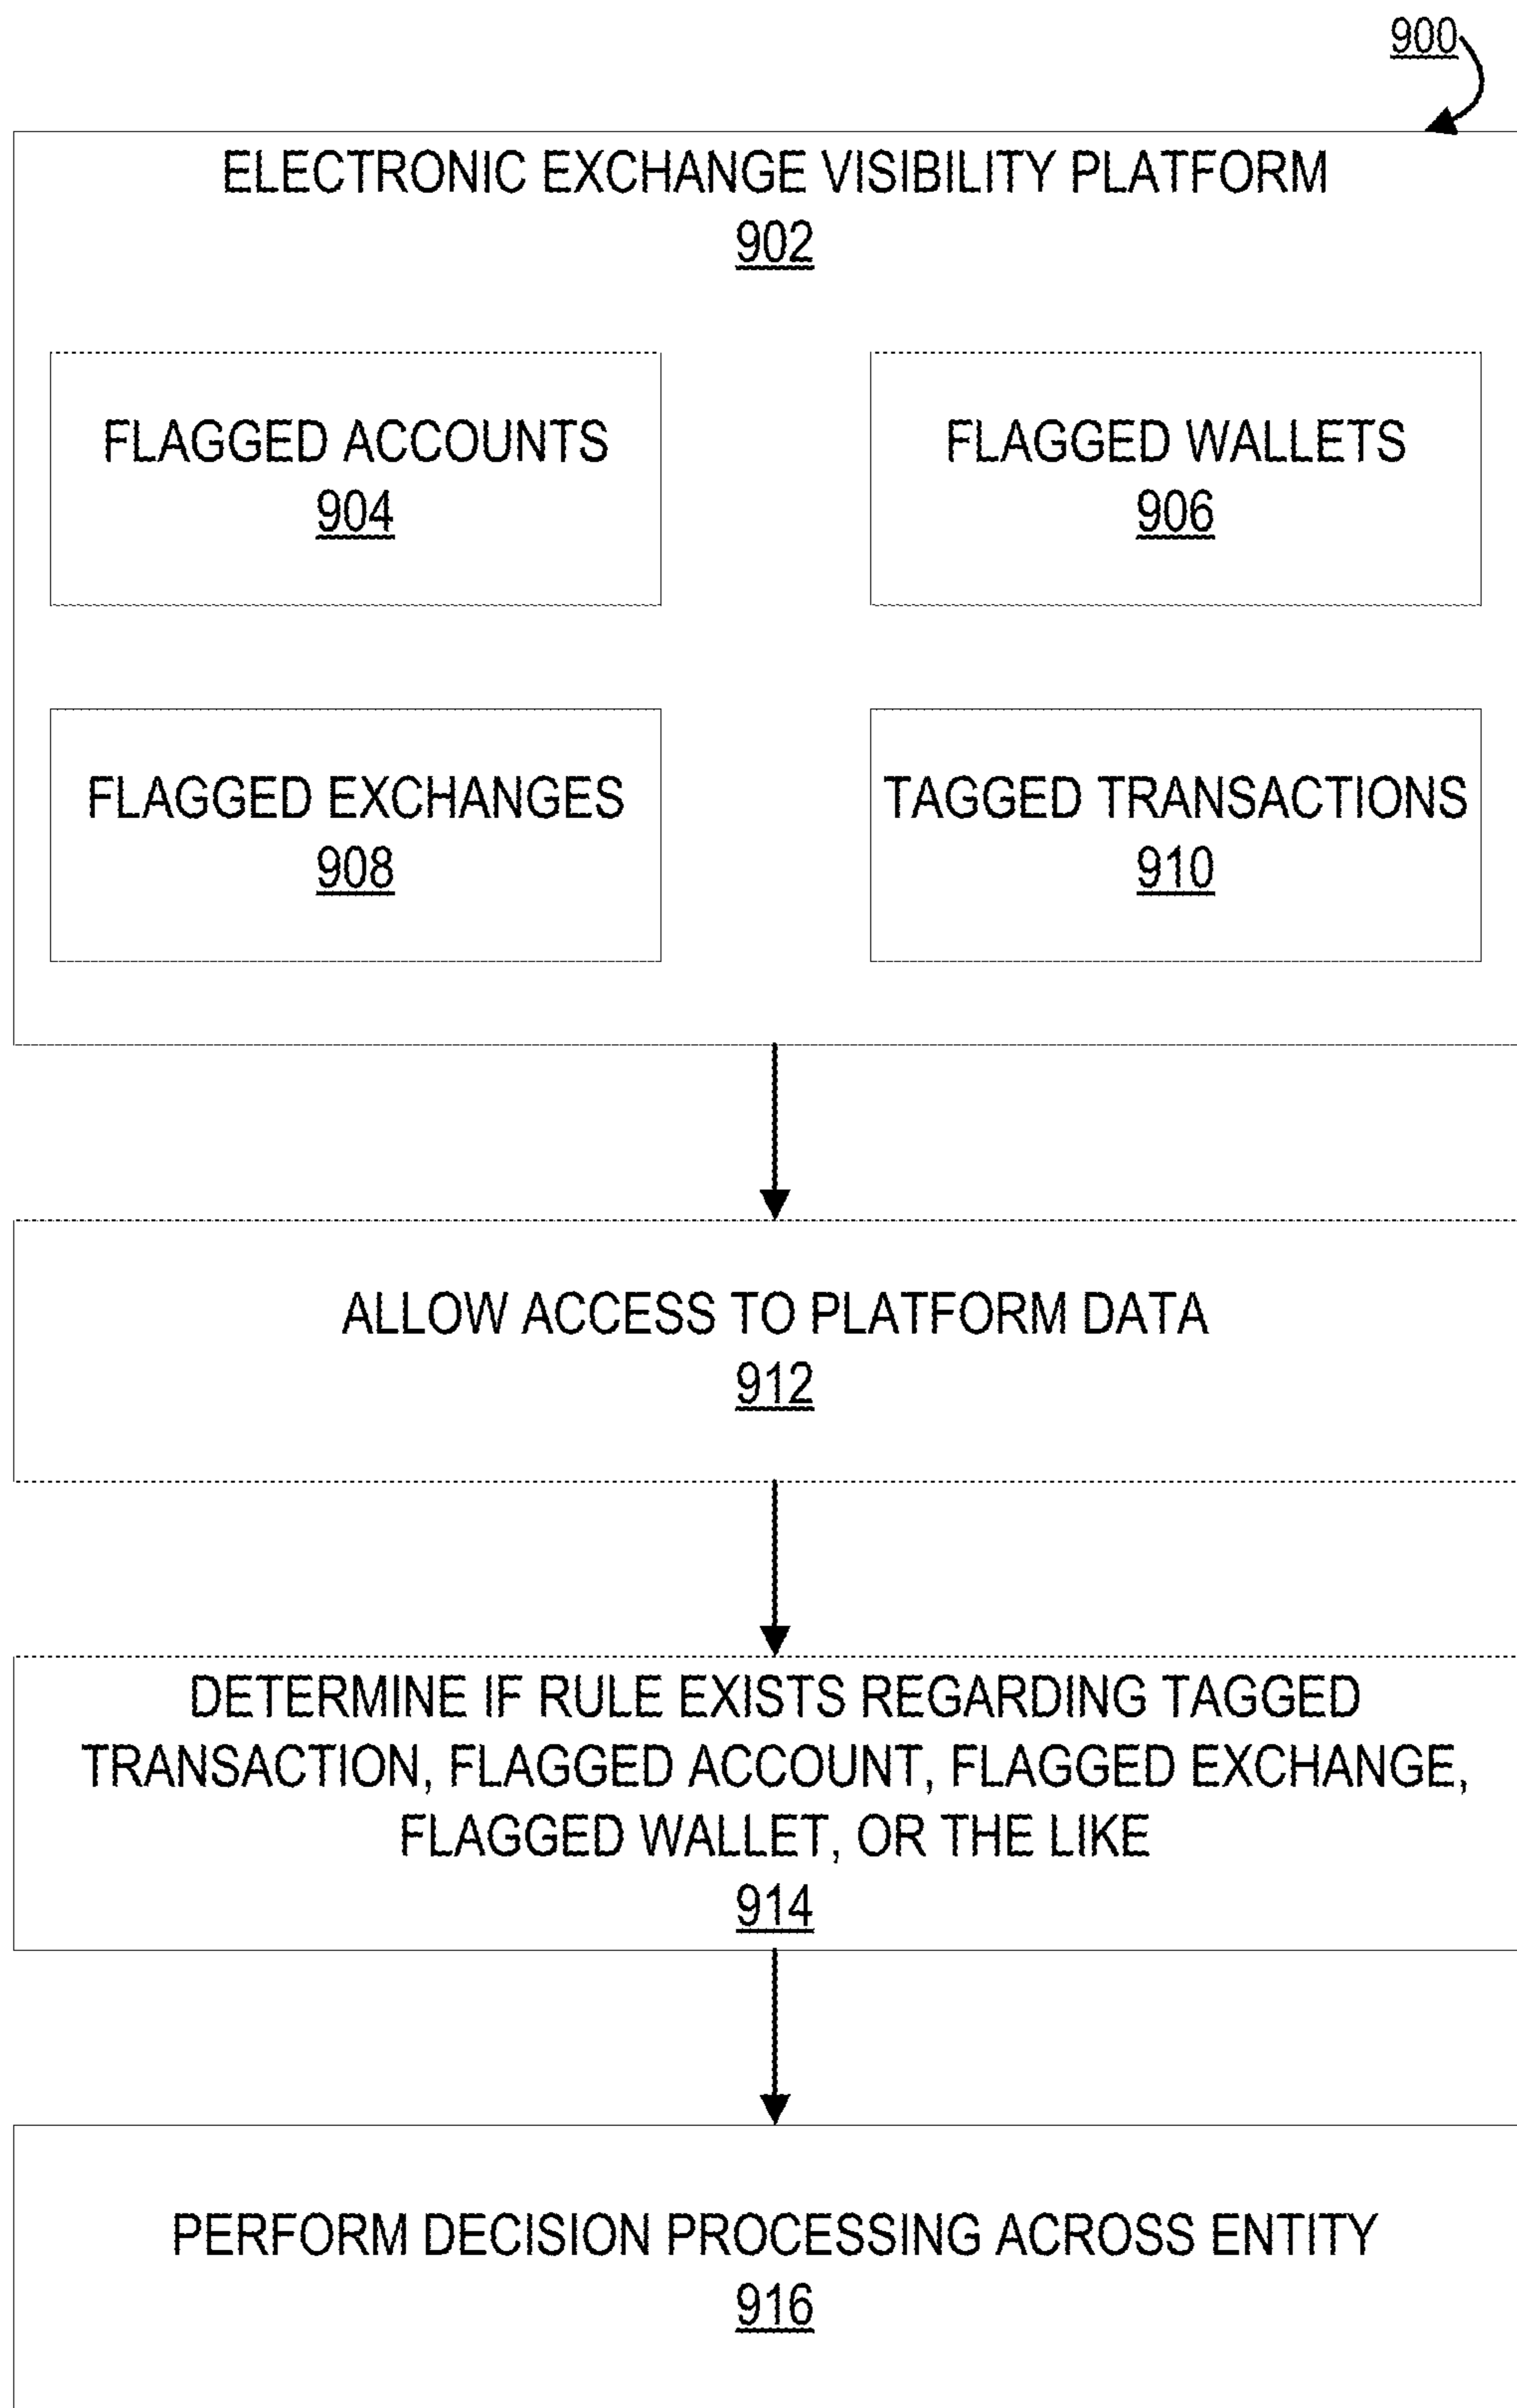 900
ELECTRONIC EXCHANGE VISIBILITY PLATFORM
902
FLAGGED ACCOUNTS
904
FLAGGED WALLETS
906
FLAGGED EXCHANGES
908
TAGGED TRANSACTIONS
910
ALLOW ACCESS TO PLATFORM DATA
912
DETERMINE IF RULE EXISTS REGARDING TAGGED
TRANSACTION, FLAGGED ACCOUNT, FLAGGED EXCHANGE,
FLAGGED WALLET, OR THE LIKE
914
PERFORM DECISION PROCESSING ACROSS ENTITY
916